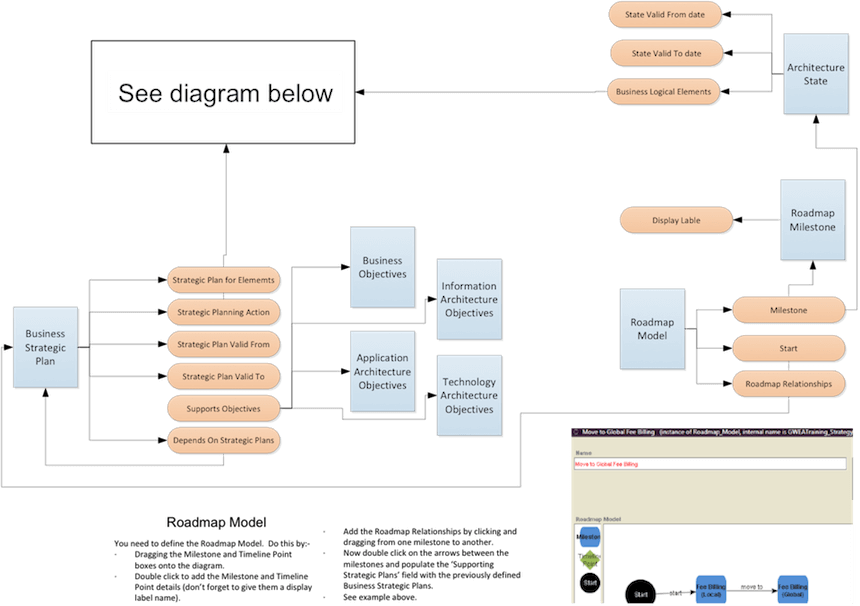 State Valid From date
State Valid To date
Business Logical Elements
Architecture
State
See diagram below
Roadmap
Milestone
Display Lable
Business
Objectives
Information
Architecture
Objectives
Strategic Plan for Elememts
Strategic Planning Action
Strategic Plan Valid From
Strategic Plan Valid To
Supports Objectives
Depends On Strategic Plans
Business
Strategic
Plan
Application
Architecture
Objectives
Technology
Architecture
Objectives
Roadmap
Model
Milestone
Start
Roadmap Relationships
Move to Global Fee Billing (instance of Roadmap_Model, internal name is GWEATraining_Strategy
Name
Move to Global Fee Billing
Roadmap Model
Mileston
Timeline
Point
Start
Start
start
Fee Billing
(Local)
move to
Fee Billing
(Global)
Roadmap Model
You need to define the Roadmap Model. Do this by:-
· Dragging the Milestone and Timeline Point
boxes onto the diagram.
· Double click to add the Milestone and Timeline
Point details (don't forget to give them a display
label name).
· Add the Roadmap Relationships by clicking and
dragging from one milestone to another.
· Now double click on the arrows between the
milestones and populate the 'Supporting
Strategic Plans' field with the previously defined
Business Strategic Plans.
· See example above.